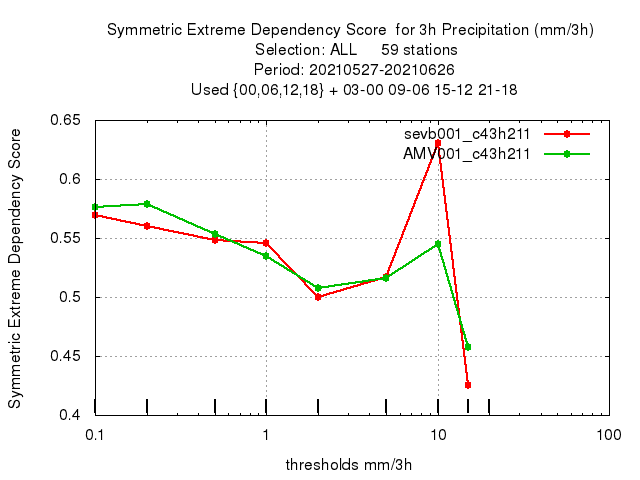 Symmetric Extreme Dependency Score  for 3h Precipitation (mm/3h)
Selection: ALL     59 stations
Period: 20210527-20210626
Used {00,06,12,18} + 03-00 09-06 15-12 21-18
0.65
sevb001_c43h211
AMV001_c43h211
0.6
0.55
0.5
0.45
0.4
Symmetric Extreme Dependency Score
0.1 1 10 100
thresholds mm/3h